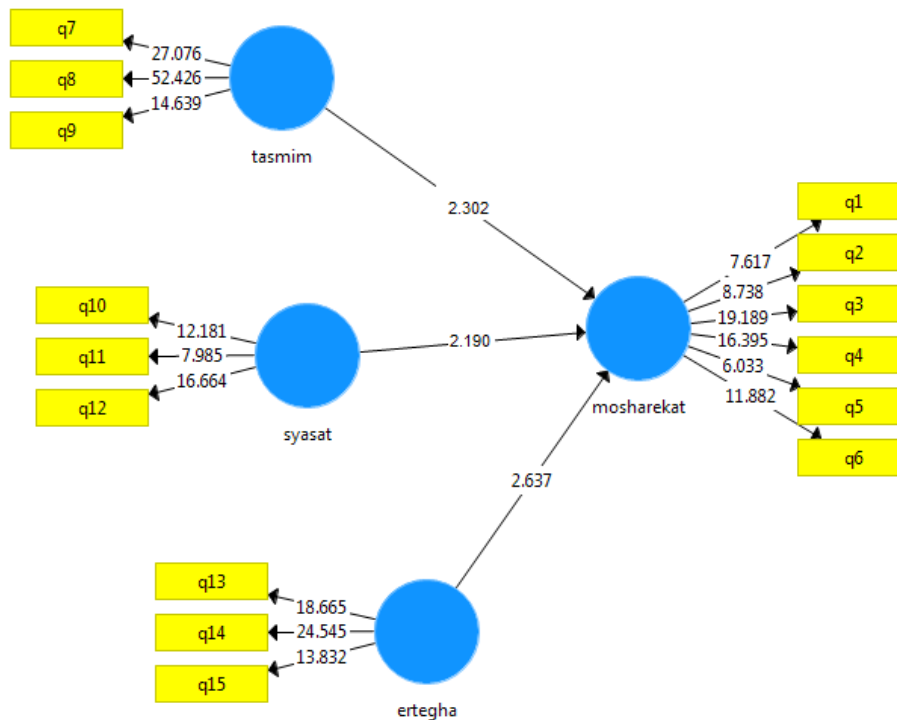 q7
27.076
q8
52.426
q9
14.639
tasmim
2.302
q1
7.617
q2
8.738
q3
19.189
q4
16.395
q5
6.033
q6
11.882
mosharekat
q10
12.181
q11
7.985
q12
16.664
syasat
2.190
2.637
q13
18.665
q14
24.545
q15
13.832
ertegha